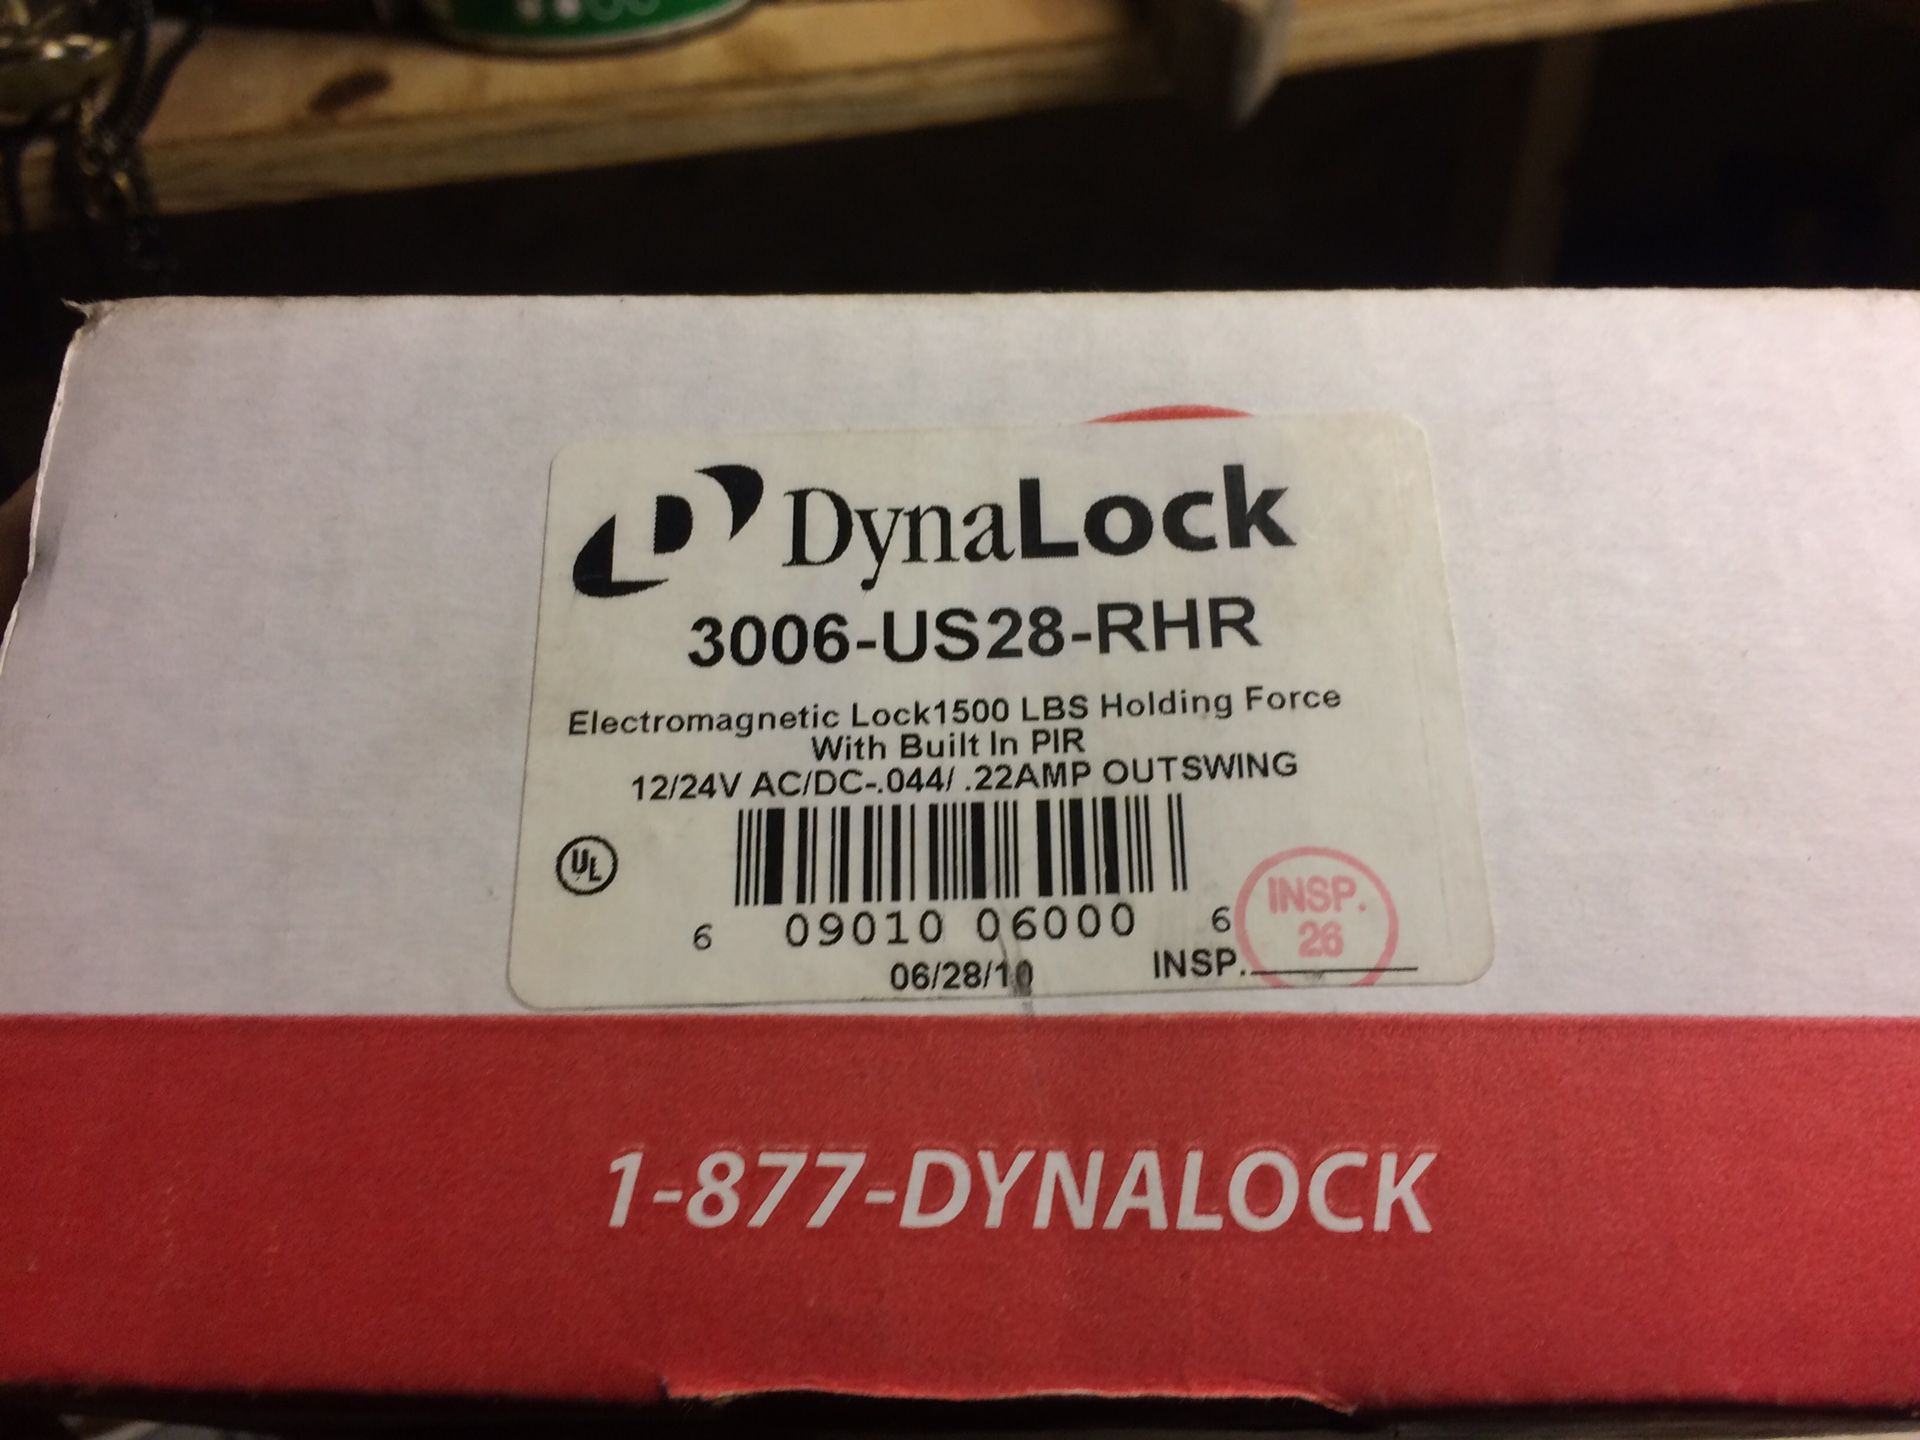 DynaLock
3006-US28-RHR
Electromagnetic Lock1500 LBS Holding Force
With Built In PIR
12/24V AC/DC-.044/ .22AMP OUTSWING
UL
6 09010 06000 6
INSP.
26
06/28/10 INSP.
1-877-DYNALOCK